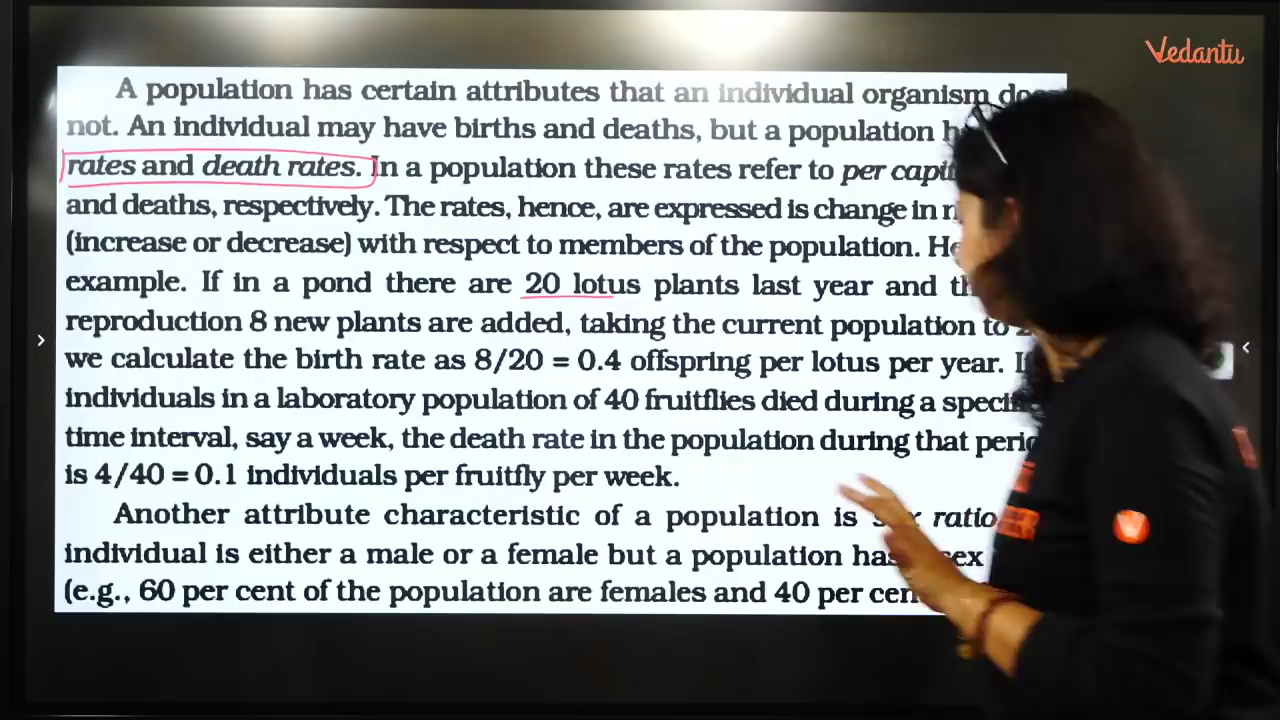 Vedantu
A population has certain attributes that an individual organism
not. An individual may have births and deaths, but a population
rates and death rates. In a population these rates refer to per
and deaths, respectively. The rates, hence, are expressed is change in
(increase or decrease) with respect to members of the population.
example. If in a pond there are 20 lotus plants last year and
reproduction 8 new plants are added, taking the current population to
we calculate the birth rate as 8/20 = 0.4 offspring per lotus per year.
individuals in a laboratory population of 40 fruitflies died during a
time interval, say a week, the death rate in the population during that
is 4/40 = 0.1 individuals per fruitfly per week.
Another attribute characteristic of a population is ratio
individual is either a male or a female but a population has sex
(e.g., 60 per cent of the population are females and 40 per